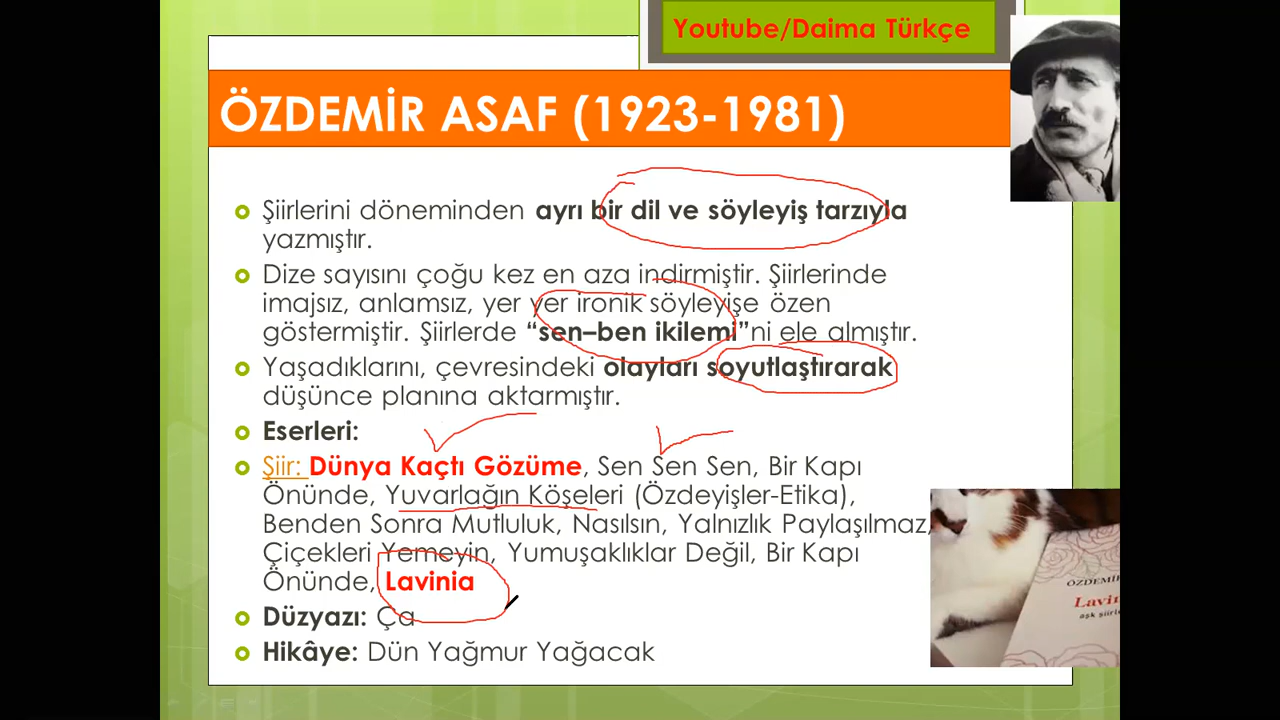 Youtube/Daima Türkçe
ÖZDEMİR ASAF (1923-1981)
Şiirlerini döneminden ayrı bir dil ve söyleyiş tarzıyla
yazmıştır.
Dize sayısını çoğu kez en aza indirmiştir. Şiirlerinde
imajsız, anlamsız, yer yer ironik söyleyişe özen
göstermiştir. Şiirlerde “sen–ben ikilemi”ni ele almıştır.
Yaşadıklarını, çevresindeki olayları soyutlaştırarak
düşünce planına aktarmıştır.
Eserleri:
Şiir: Dünya Kaçtı Gözüme, Sen Sen Sen, Bir Kapı
Önünde, Yuvarlağın Köşeleri (Özdeyişler-Etika),
Benden Sonra Mutluluk, Nasılsın, Yalnızlık Paylaşılmaz,
Çiçekleri Yemeyin, Yumuşaklıklar Değil, Bir Kapı
Önünde, Lavinia
Düzyazı: Ça
Hikâye: Dün Yağmur Yağacak
ÖZDEMİR
Lavin
aşk şiirle